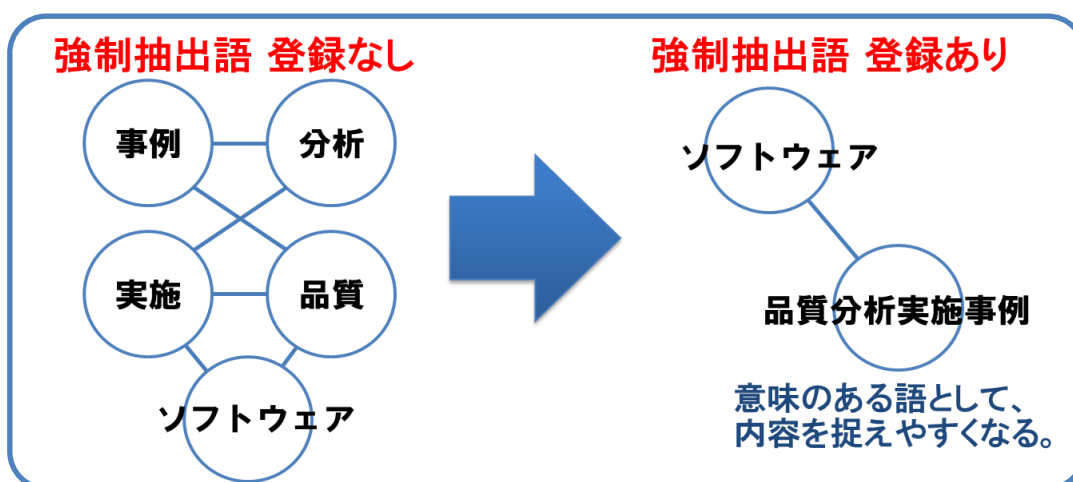 強制抽出語 登録なし
事例
分析
実施
品質
ソフトウェア
強制抽出語 登録あり
ソフトウェア
品質分析実施事例
意味のある語として、
内容を捉えやすくなる。